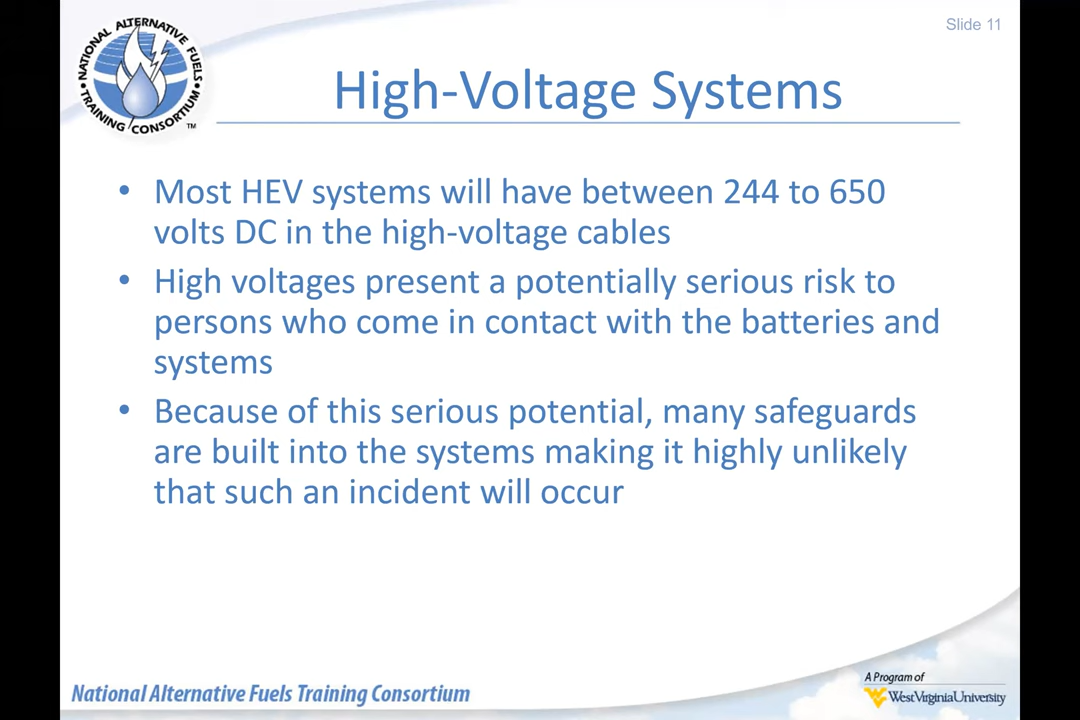 Slide 11
NATIONAL ALTERNATIVE FUELS
TRAINING CONSORTIUM
TM
High-Voltage Systems
• Most HEV systems will have between 244 to 650
volts DC in the high-voltage cables
• High voltages present a potentially serious risk to
persons who come in contact with the batteries and
systems
• Because of this serious potential, many safeguards
are built into the systems making it highly unlikely
that such an incident will occur
National Alternative Fuels Training Consortium
A Program of
WestVirginiaUniversity